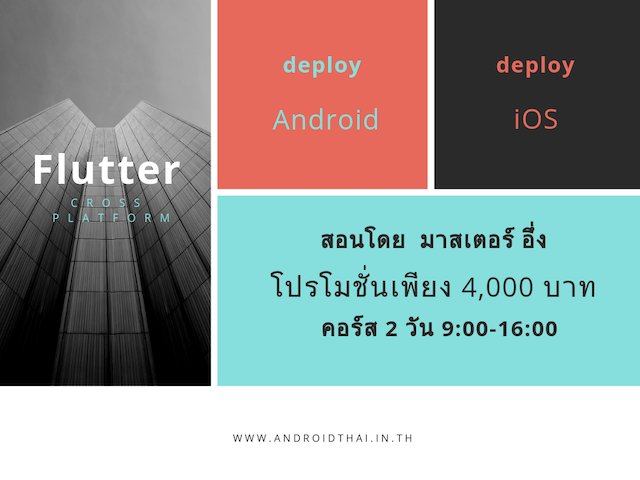 Flutter
CROSS
PLATFORM
deploy
Android
deploy
iOS
สอนโดย มาสเตอร์ อึ่ง
โปรโมชั่นเพียง 4,000 บาท
คอร์ส 2 วัน 9:00-16:00
WWW.ANDROIDTHAI.IN.TH